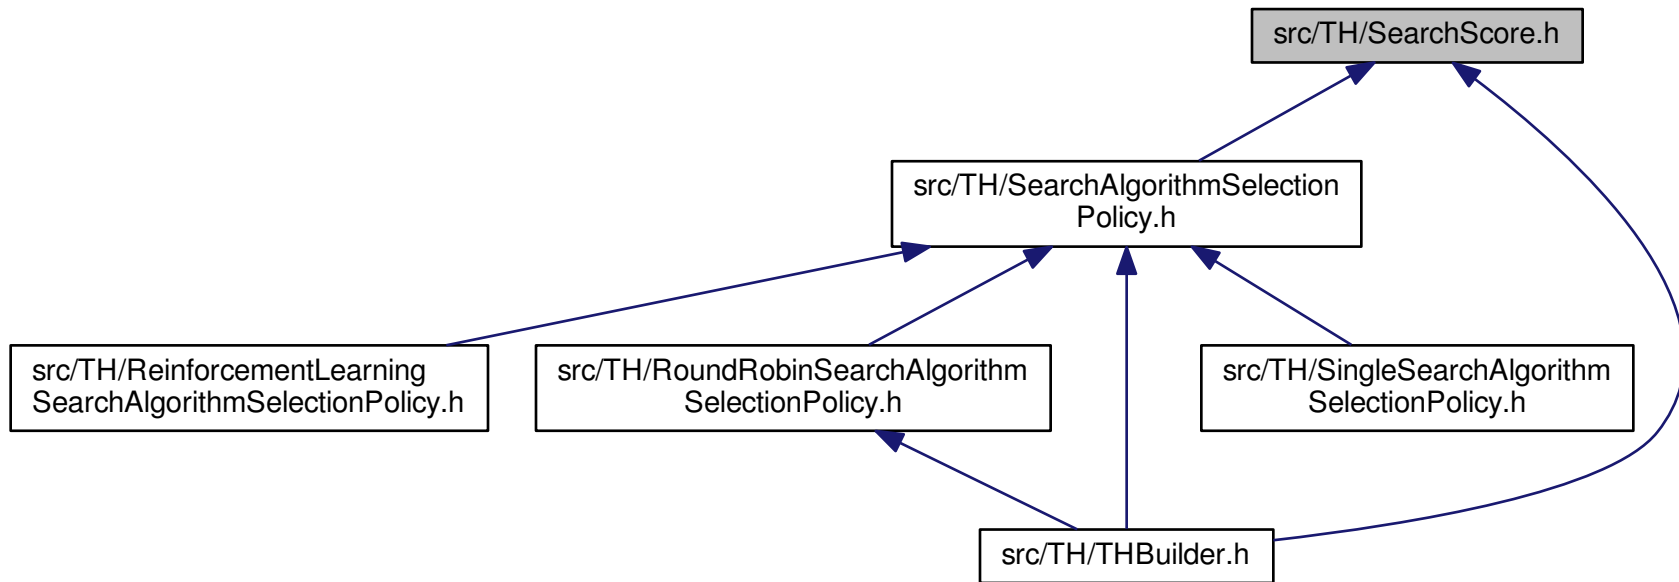 src/TH/SearchScore.h
src/TH/SearchAlgorithmSelection
Policy.h
src/TH/ReinforcementLearning
SearchAlgorithmSelectionPolicy.h
src/TH/RoundRobinSearchAlgorithm
SelectionPolicy.h
src/TH/SingleSearchAlgorithm
SelectionPolicy.h
src/TH/THBuilder.h